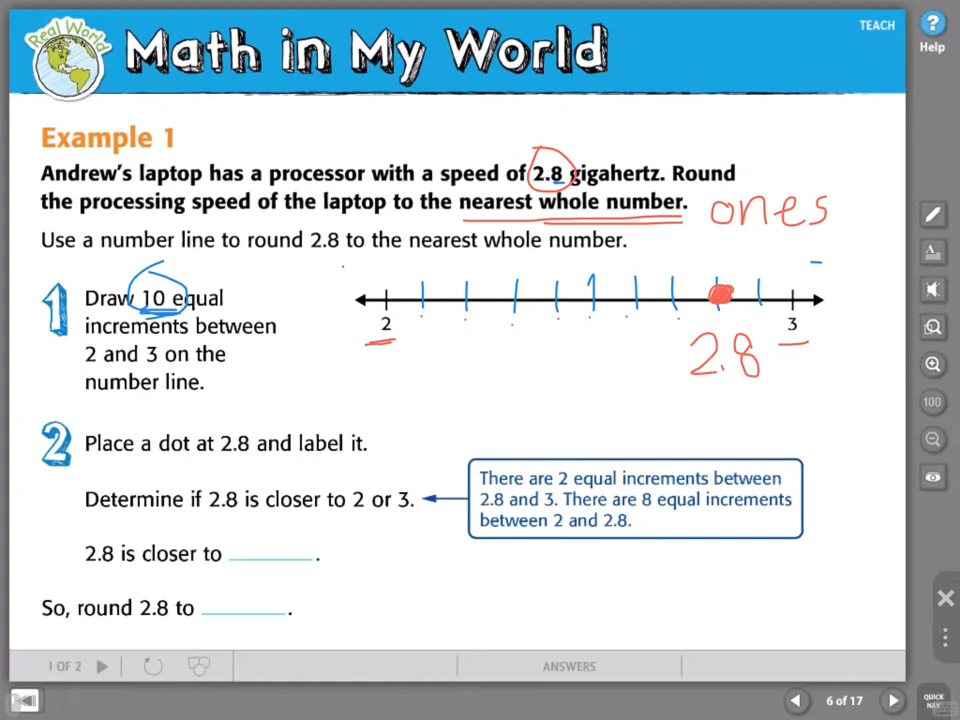 TEACH
Help
Real World
Math in My World
Example 1
Andrew's laptop has a processor with a speed of 2.8 gigahertz. Round
the processing speed of the laptop to the nearest whole number.
ones
Use a number line to round 2.8 to the nearest whole number.
1
Draw 10 equal
increments between
2 and 3 on the
number line.
2
3
2.8
2
Place a dot at 2.8 and label it.
Determine if 2.8 is closer to 2 or 3.
There are 2 equal increments between
2.8 and 3. There are 8 equal increments
between 2 and 2.8.
2.8 is closer to .
So, round 2.8 to .
100
1 OF 2
ANSWERS
6 of 17
QUICK
NAV